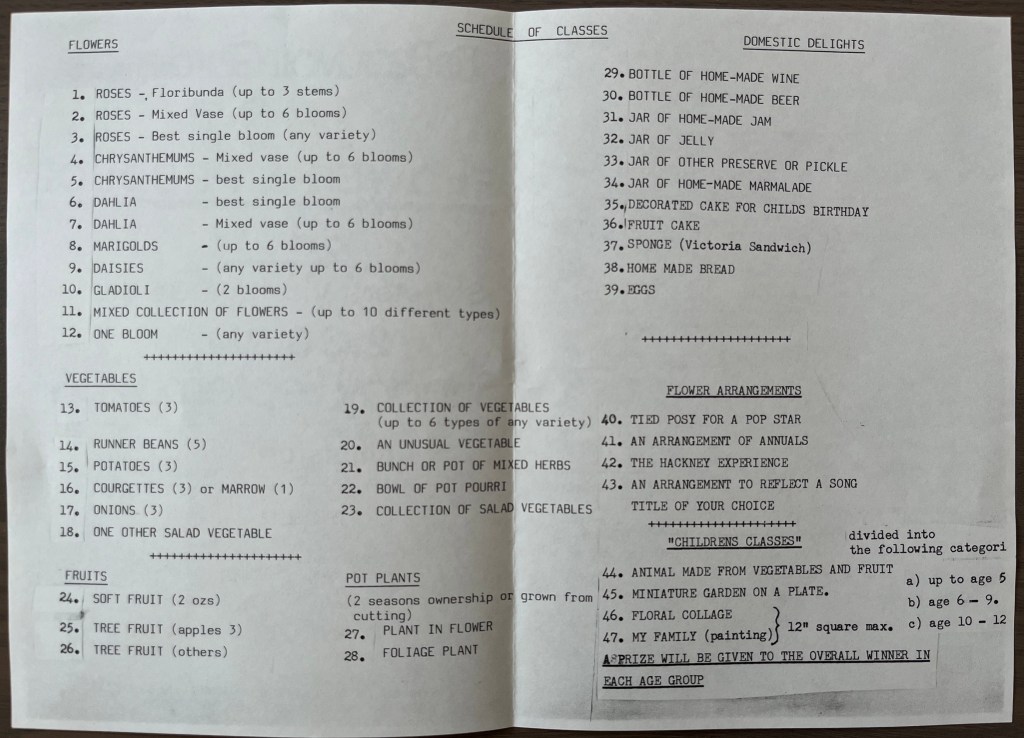 SCHEDULE OF CLASSES
FLOWERS
1. ROSES - Floribunda (up to 3 stems)
2. ROSES - Mixed Vase (up to 6 blooms)
3. ROSES - Best single bloom (any variety)
4. CHRYSANTHEMUMS - Mixed vase (up to 6 blooms)
5. CHRYSANTHEMUMS - best single bloom
6. DAHLIA - best single bloom
7. DAHLIA - Mixed vase (up to 6 blooms)
8. MARIGOLDS - (up to 6 blooms)
9. DAISIES - (any variety up to 6 blooms)
10. GLADIOLI - (2 blooms)
11. MIXED COLLECTION OF FLOWERS - (up to 10 different types)
12. ONE BLOOM - (any variety)
+++++++++++++++++++++
VEGETABLES
13. TOMATOES (3)
14. RUNNER BEANS (5)
15. POTATOES (3)
16. COURGETTES (3) or MARROW (1)
17. ONIONS (3)
18. ONE OTHER SALAD VEGETABLE
19. COLLECTION OF VEGETABLES
(up to 6 types of any variety)
20. AN UNUSUAL VEGETABLE
21. BUNCH OR POT OF MIXED HERBS
22. BOWL OF POT POURRI
23. COLLECTION OF SALAD VEGETABLES
+++++++++++++++++++++
FRUITS
24. SOFT FRUIT (2 ozs)
25. TREE FRUIT (apples 3)
26. TREE FRUIT (others)
POT PLANTS
(2 seasons ownership or grown from
cutting)
27. PLANT IN FLOWER
28. FOLIAGE PLANT
DOMESTIC DELIGHTS
29. BOTTLE OF HOME-MADE WINE
30. BOTTLE OF HOME-MADE BEER
31. JAR OF HOME-MADE JAM
32. JAR OF JELLY
33. JAR OF OTHER PRESERVE OR PICKLE
34. JAR OF HOME-MADE MARMALADE
35. DECORATED CAKE FOR CHILDS BIRTHDAY
36. FRUIT CAKE
37. SPONGE (Victoria Sandwich)
38. HOME MADE BREAD
39. EGGS
+++++++++++++++++++++
FLOWER ARRANGEMENTS
40. TIED POSY FOR A POP STAR
41. AN ARRANGEMENT OF ANNUALS
42. THE HACKNEY EXPERIENCE
43. AN ARRANGEMENT TO REFLECT A SONG
TITLE OF YOUR CHOICE
+++++++++++++++++++++
"CHILDRENS CLASSES"
divided into
the following categori
44. ANIMAL MADE FROM VEGETABLES AND FRUIT
45. MINIATURE GARDEN ON A PLATE.
46. FLORAL COLLAGE
47. MY FAMILY (painting)
12" square max.
a) up to age 5
b) age 6 - 9.
c) age 10 - 12
A PRIZE WILL BE GIVEN TO THE OVERALL WINNER IN
EACH AGE GROUP